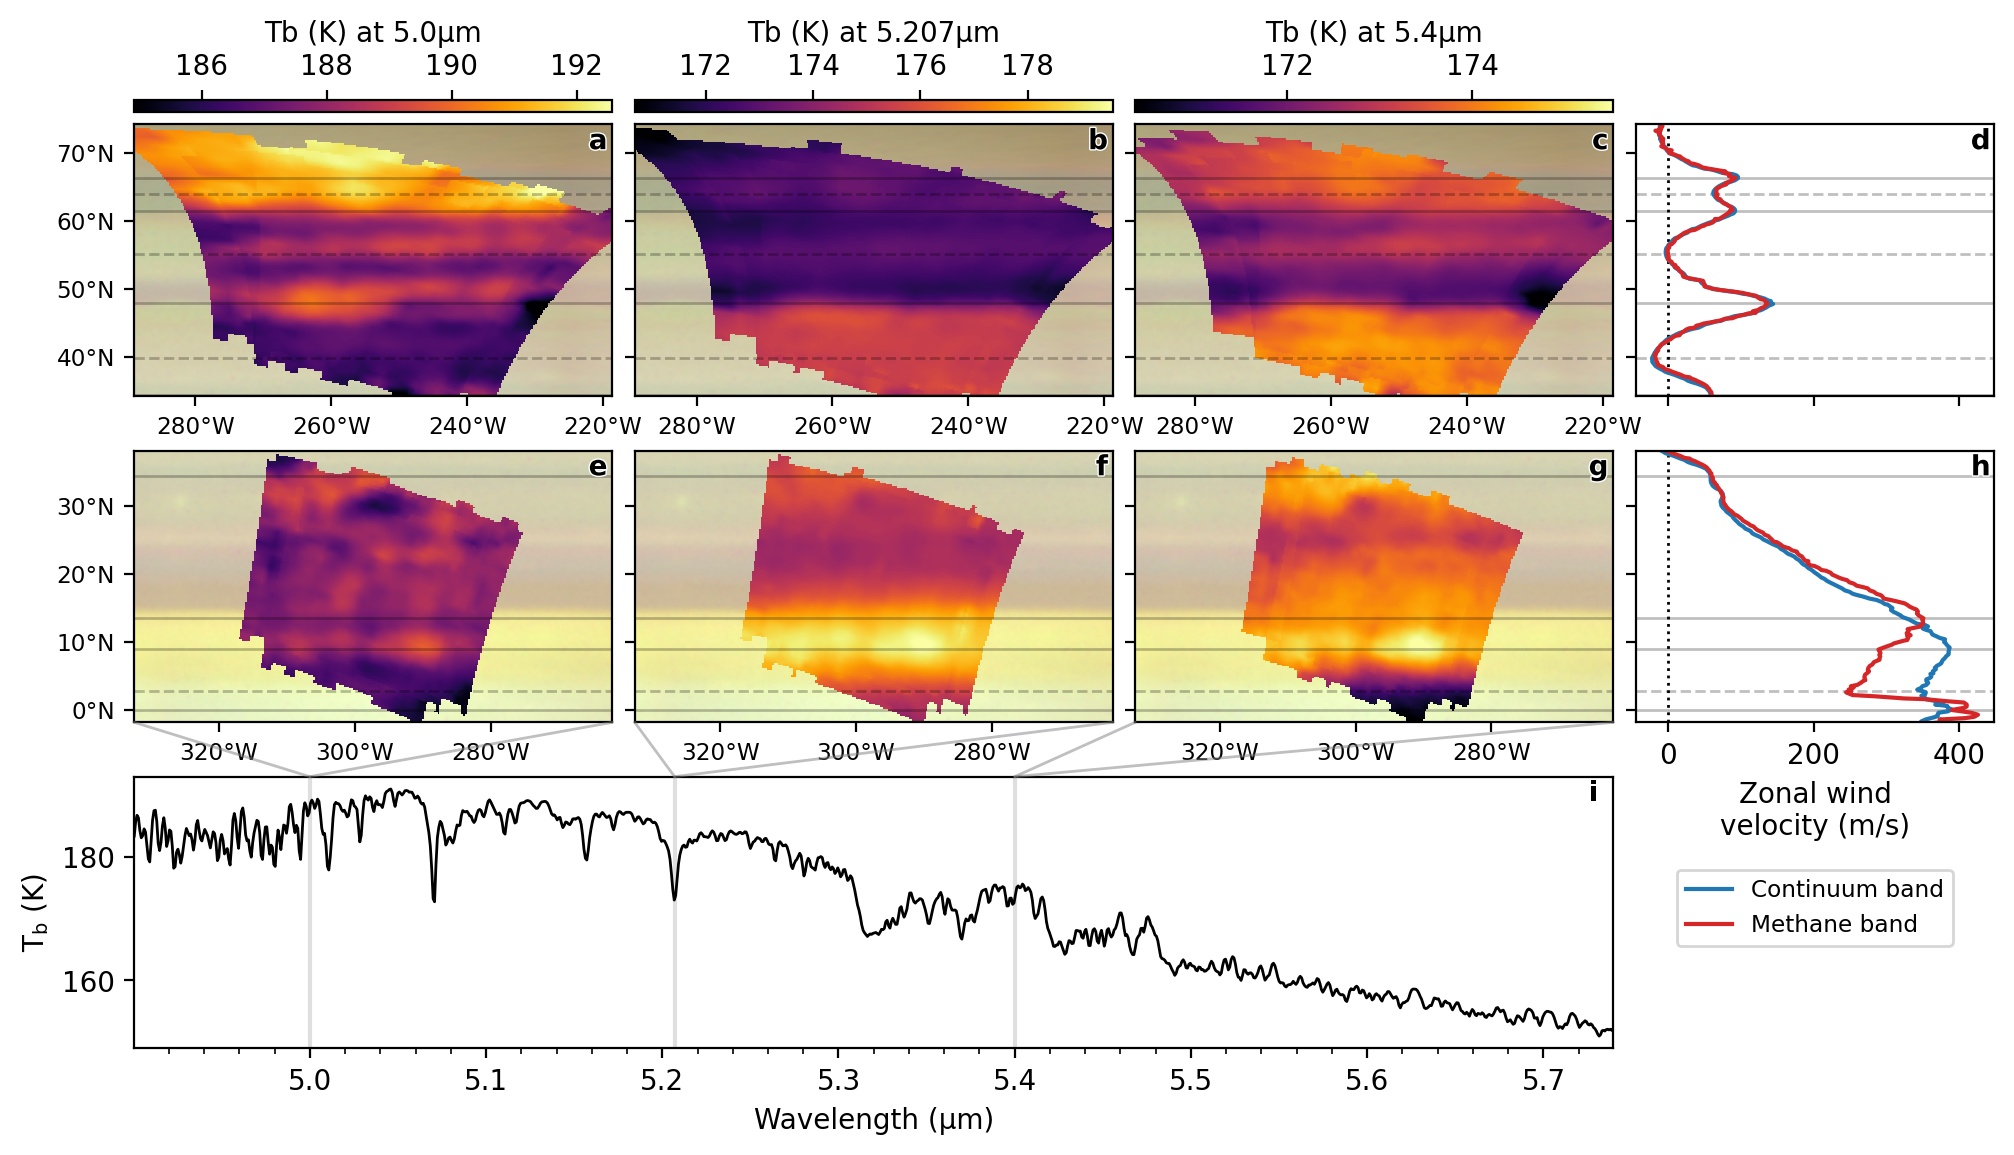 Tb (K) at 5.0µm
Tb (K) at 5.207µm
Tb (K) at 5.4µm
186 188 190 192
172 174 176 178
172 174
a
b
c
d
70°N
60°N
50°N
40°N
280°W 260°W 240°W 220°W
280°W 260°W 240°W 220°W
280°W 260°W 240°W 220°W
e
f
g
h
30°N
20°N
10°N
0°N
320°W 300°W 280°W
320°W 300°W 280°W
320°W 300°W 280°W
0 200 400
Zonal wind
velocity (m/s)
Continuum band
Methane band
i
Tb (K)
180
160
5.0 5.1 5.2 5.3 5.4 5.5 5.6 5.7
Wavelength (µm)